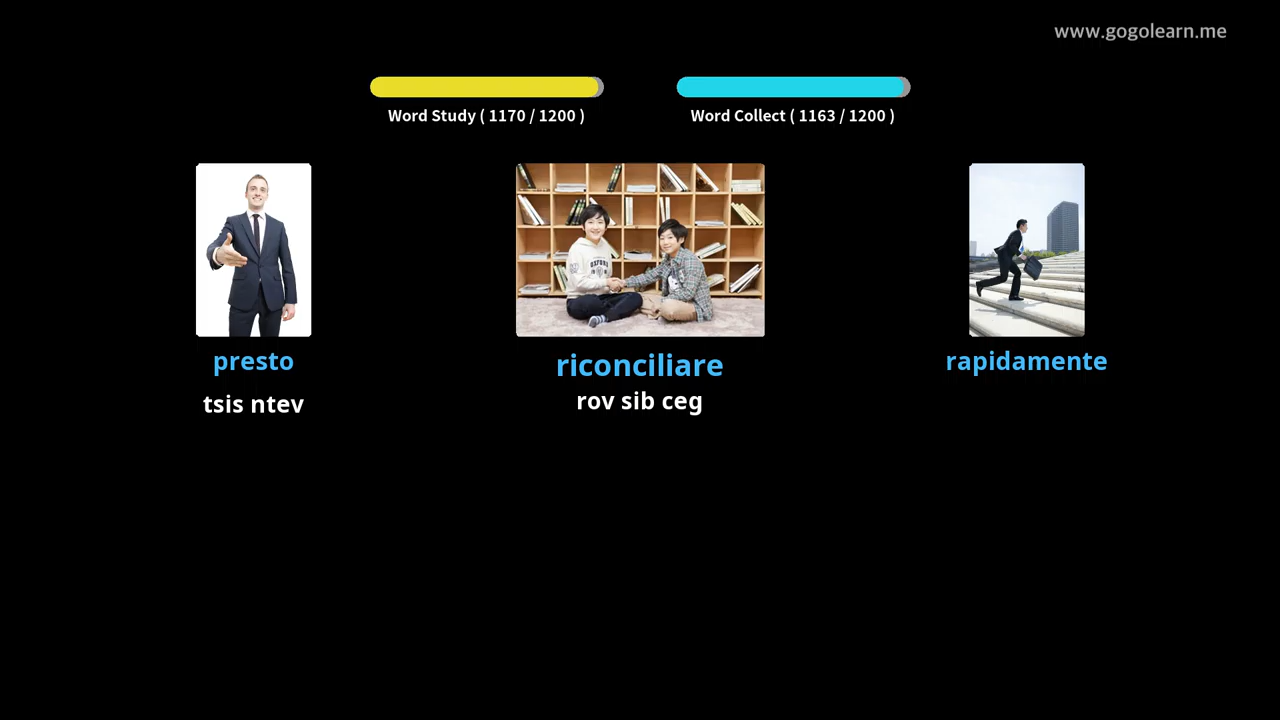 www.gogolearn.me
Word Study ( 1170 / 1200 )
Word Collect ( 1163 / 1200 )
OXFORD
presto
riconciliare
rapidamente
tsis ntev
rov sib ceg